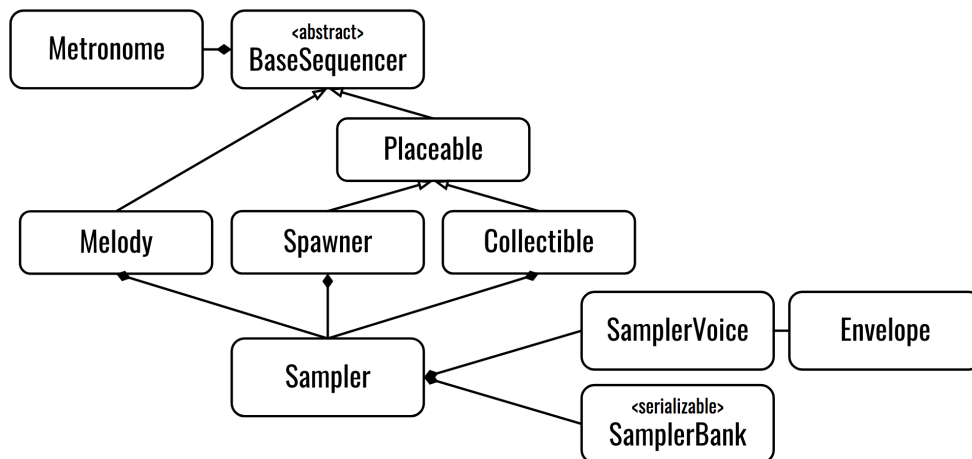 Metronome
<abstract>
BaseSequencer
Placeable
Melody
Spawner
Collectible
SamplerVoice
Envelope
Sampler
<serializable>
SamplerBank